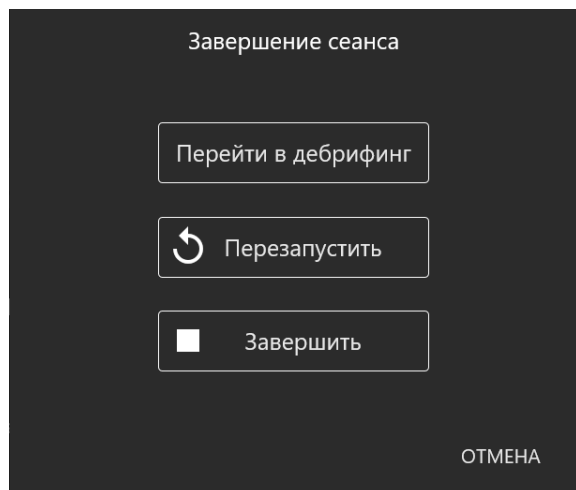 Завершение сеанса
Перейти в дебрифинг
Перезапустить
Завершить
ОТМЕНА